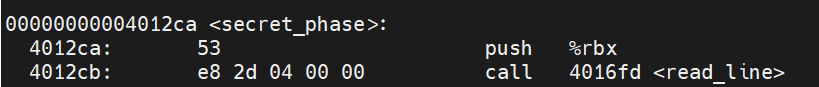 00000000004012ca <secret_phase>:
4012ca: 53 push %rbx
4012cb: e8 2d 04 00 00 call 4016fd <read_line>